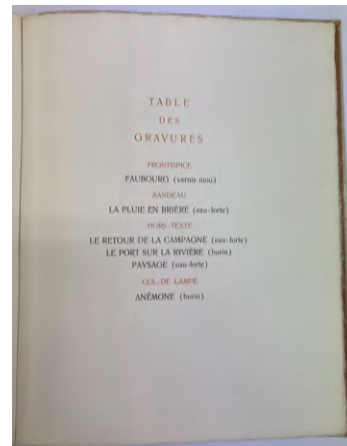 TABLE
DES
GRAVURES
FRONTISPICE
FAUBOURG (vernis mou)
BANDEAU
LA PLUIE EN BRIÈRE (eau-forte)
HORS-TEXTE
LE RETOUR DE LA CAMPAGNE (eau-forte)
LE PORT SUR LA RIVIÈRE (burin)
PAYSAGE (eau-forte)
CUL-DE-LAMPE
ANÉMONE (burin)